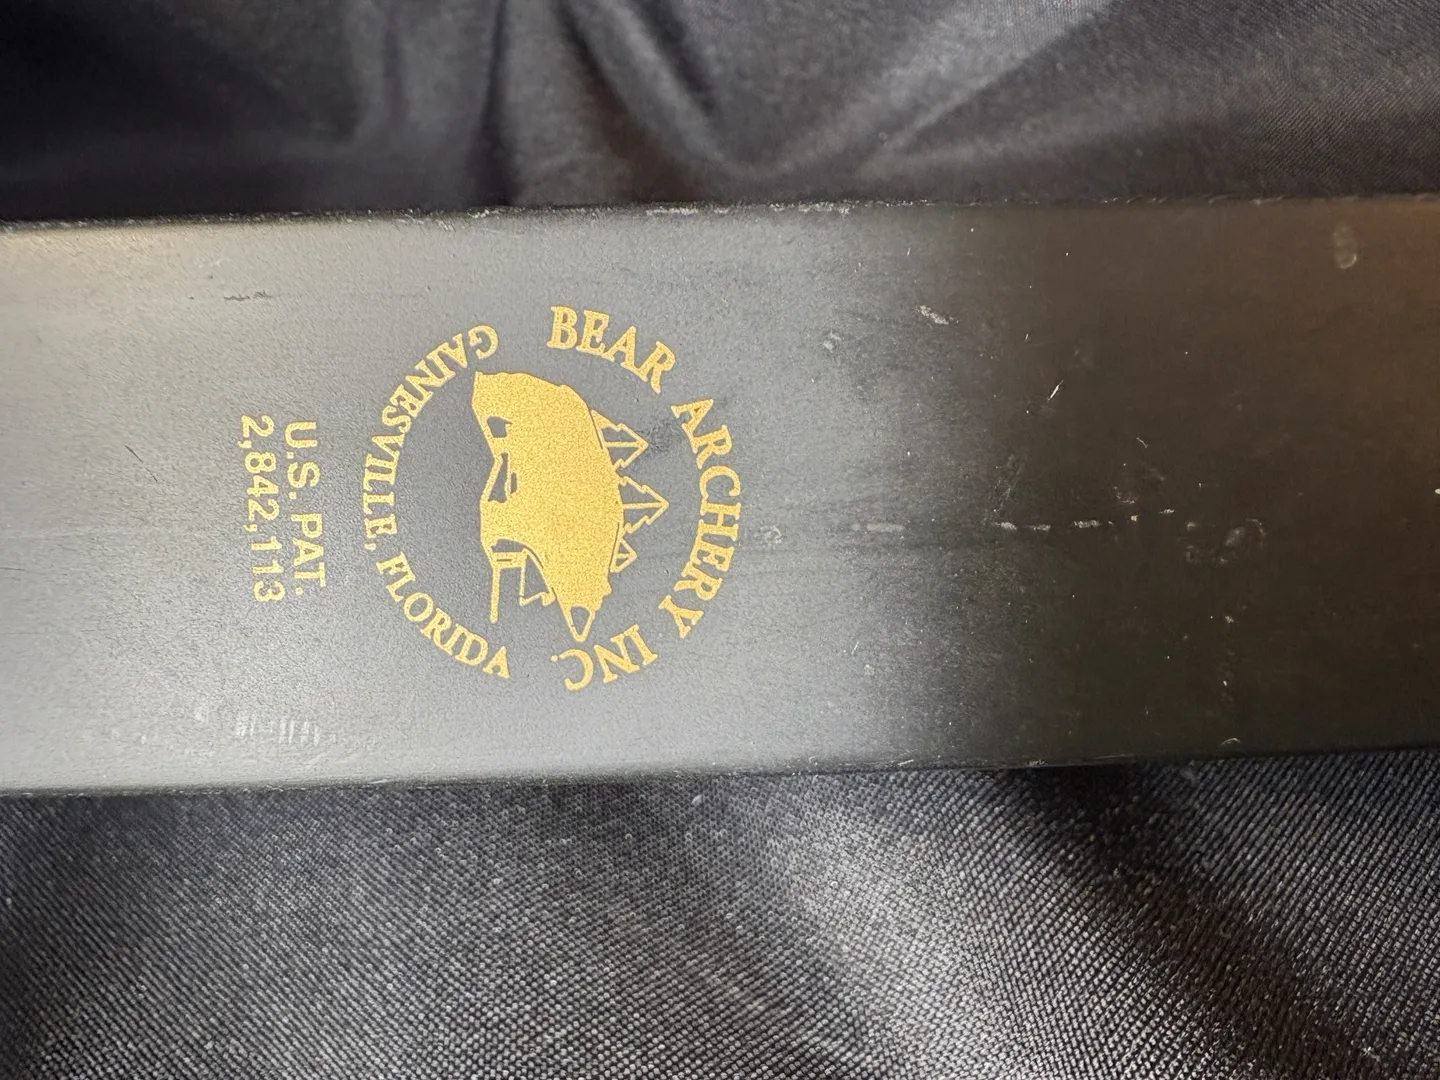 BEAR ARCHERY INC.
GAINESVILLE, FLORIDA
U.S. PAT.
2,842,113